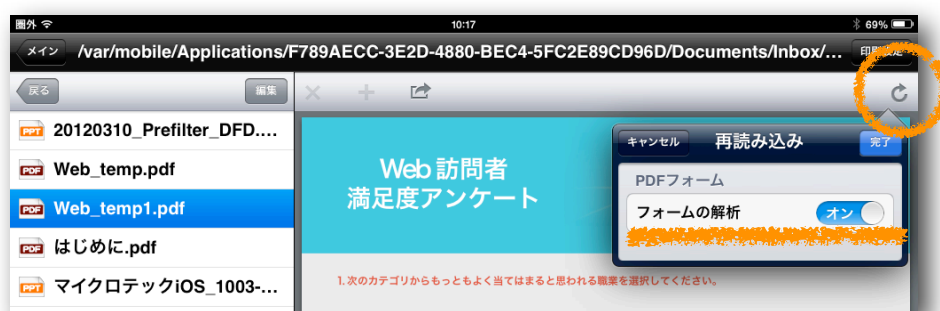 圏外 10:17 69%
メイン /var/mobile/Applications/F789AECC-3E2D-4880-BEC4-5FC2E89CD96D/Documents/Inbox/... 印刷設定
戻る 編集
PPT 20120310_Prefilter_DFD....
PDF Web_temp.pdf
PDF Web_temp1.pdf
PDF はじめに.pdf
PPT マイクロテックiOS_1003-...
Web 訪問者
満足度アンケート
キャンセル 再読み込み 完了
PDFフォーム
フォームの解析 オン
1. 次のカテゴリからもっともよく当てはまると思われる職業を選択してください。